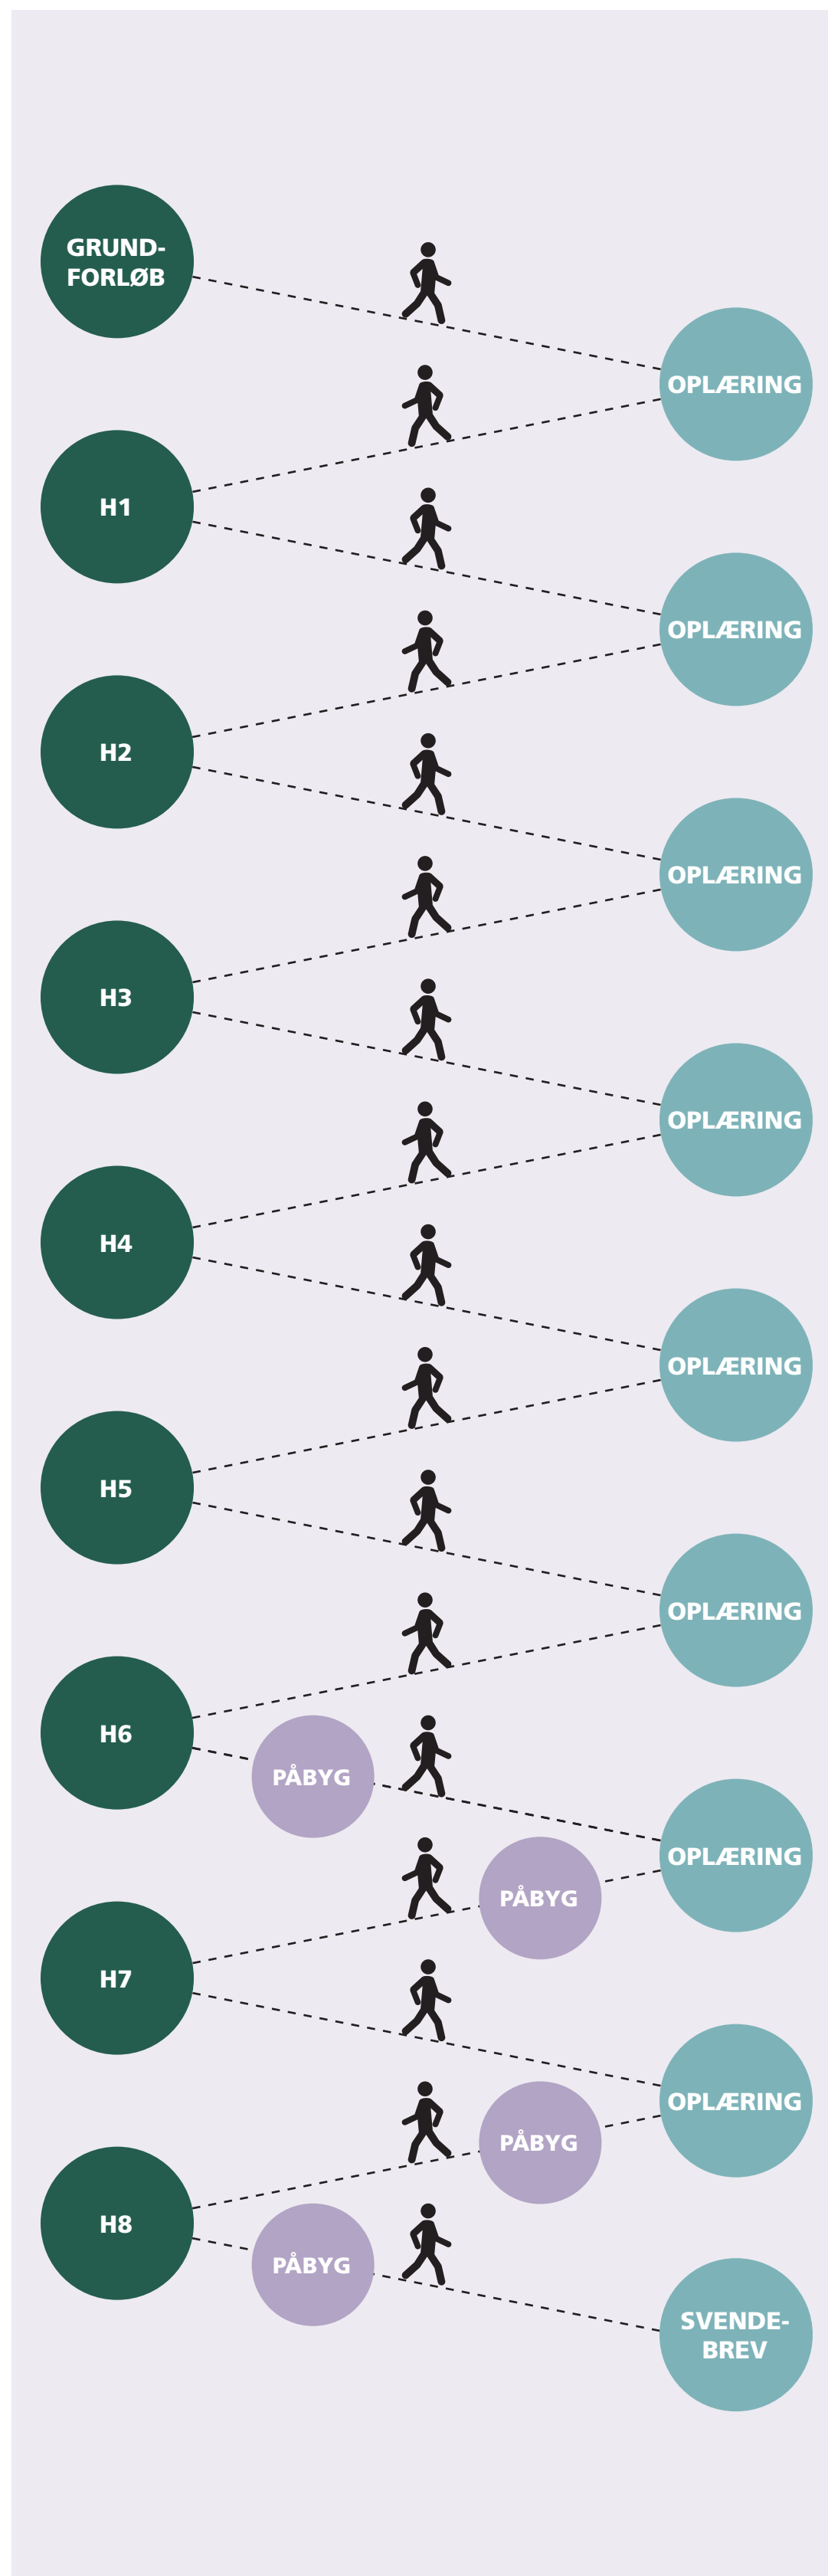 GRUND-
FORLØB
OPLÆRING
H1
OPLÆRING
H2
OPLÆRING
H3
OPLÆRING
H4
OPLÆRING
H5
OPLÆRING
H6
PÅBYG
OPLÆRING
PÅBYG
H7
OPLÆRING
PÅBYG
H8
PÅBYG
SVENDE-
BREV